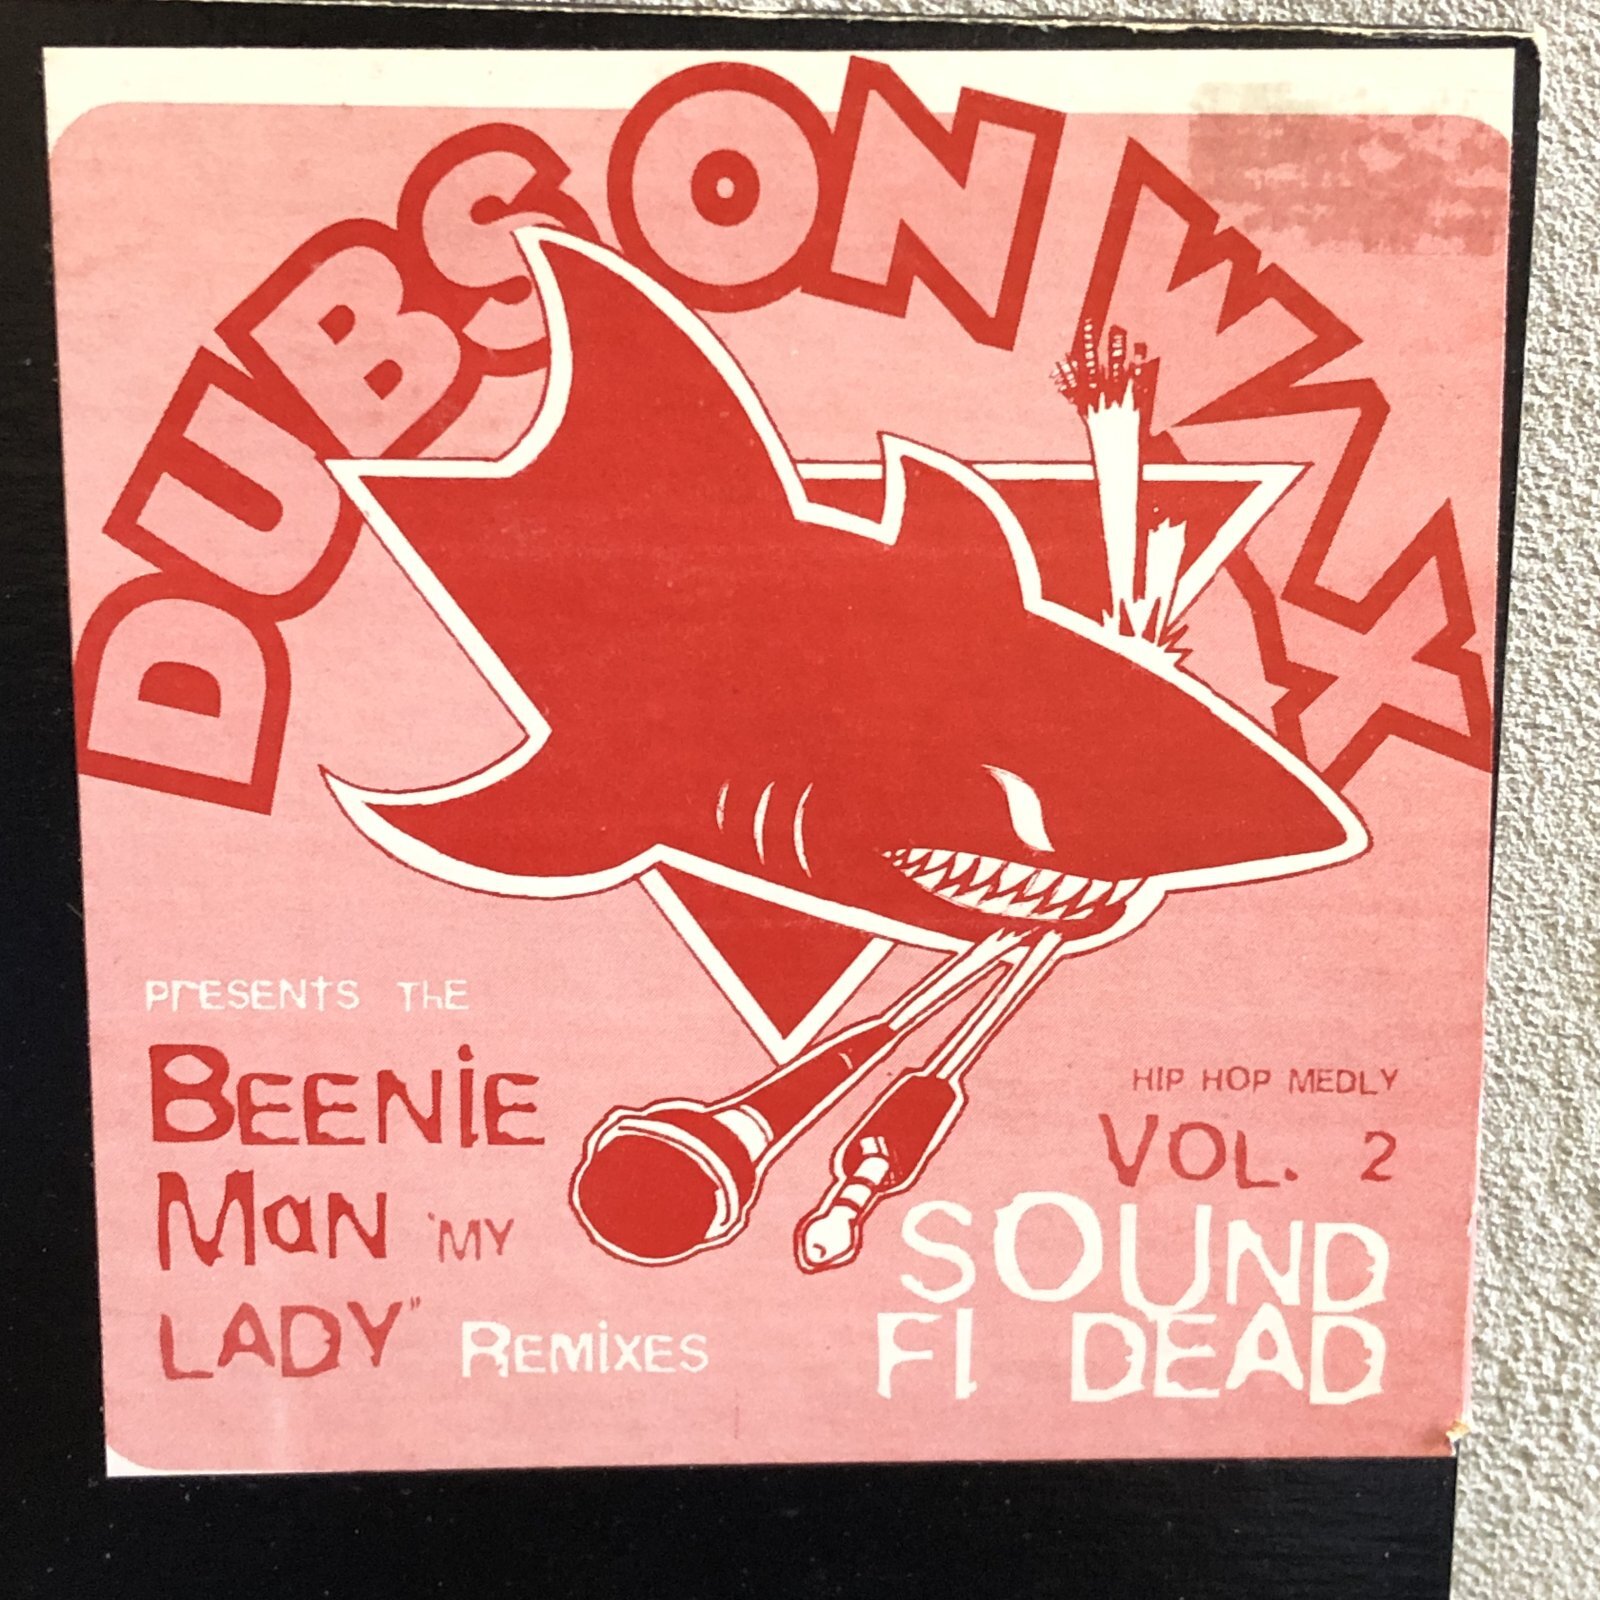 DUBS ON WAX
PRESENTS THE
BEENiE
MaN "MY
LADY" REMiXES
HIP HOP MEDLY
VOL. 2
SOUND
FI DEAD